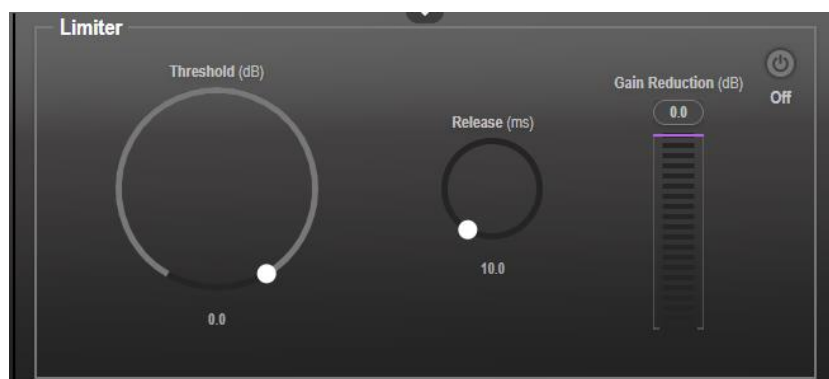 Limiter
Threshold (dB)
0.0
Release (ms)
10.0
Gain Reduction (dB)
0.0
Off